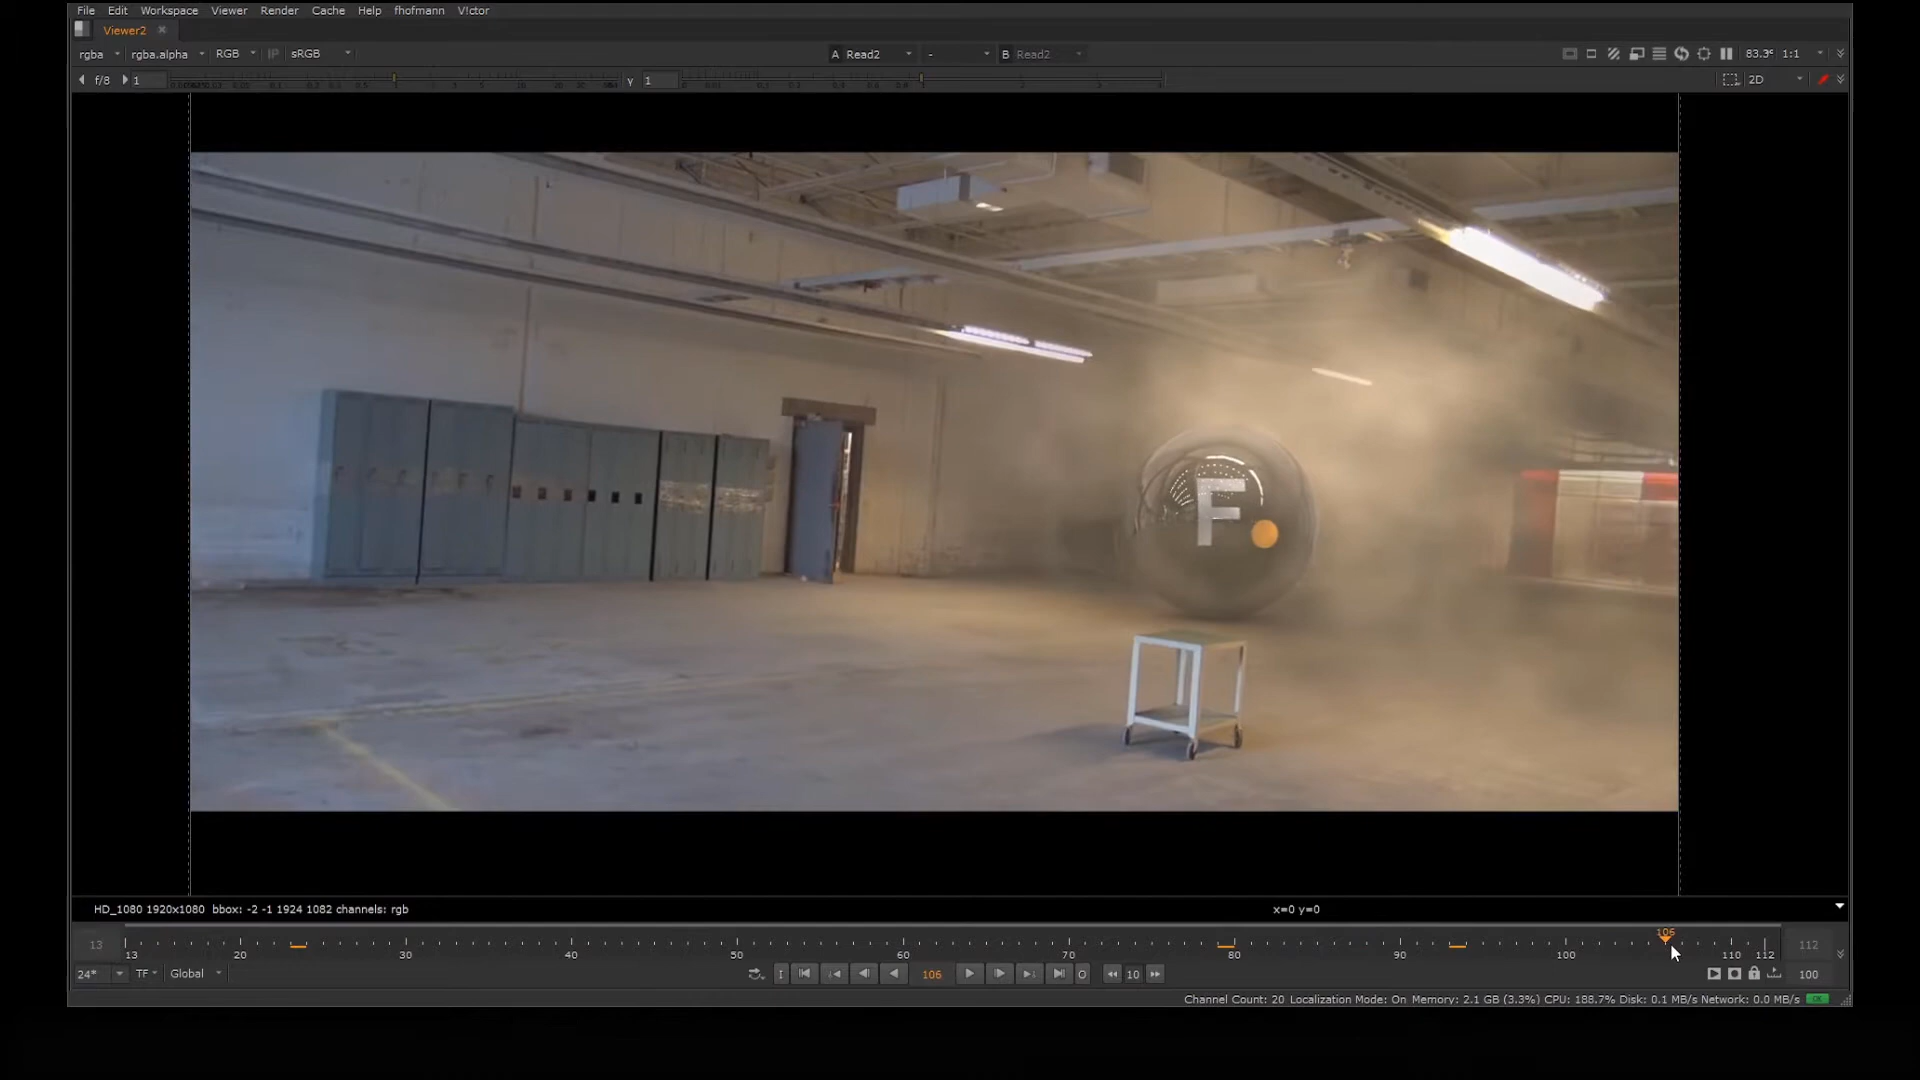 File Edit Workspace Viewer Render Cache Help fhofmann V!ctor
Viewer2
rgba rgba.alpha RGB IP sRGB A Read2 - B Read2 83.3% 1:1
f/8 1 γ 1 2D
F.
HD_1080 1920x1080 bbox: -2 -1 1924 1082 channels: rgb x=0 y=0
106
13 112
13 20 30 40 50 60 70 80 90 100 110 112
24* TF Global I 106 O 10 100
Channel Count: 20 Localization Mode: On Memory: 2.1 GB (3.3%) CPU: 188.7% Disk: 0.1 MB/s Network: 0.0 MB/s